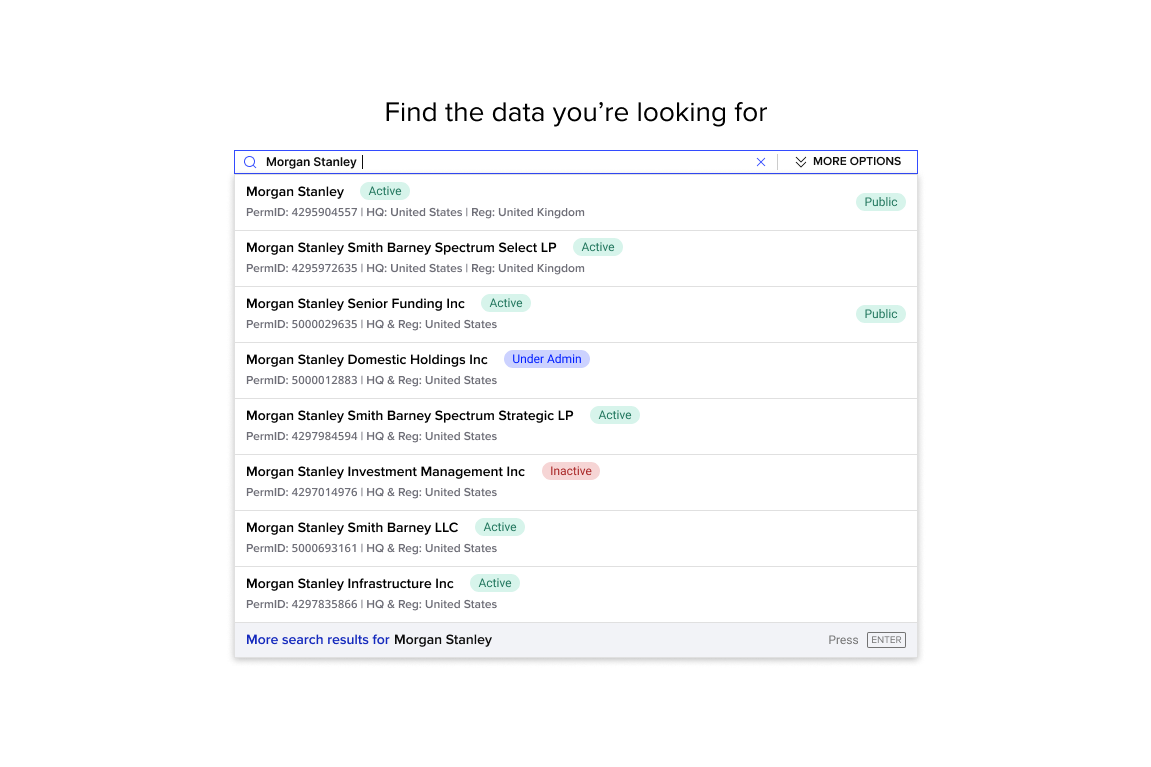 Find the data you’re looking for
Morgan Stanley MORE OPTIONS
Morgan Stanley Active
PermID: 4295904557 | HQ: United States | Reg: United Kingdom Public
Morgan Stanley Smith Barney Spectrum Select LP Active
PermID: 4295972635 | HQ: United States | Reg: United Kingdom
Morgan Stanley Senior Funding Inc Active
PermID: 5000029635 | HQ & Reg: United States Public
Morgan Stanley Domestic Holdings Inc Under Admin
PermID: 5000012883 | HQ & Reg: United States
Morgan Stanley Smith Barney Spectrum Strategic LP Active
PermID: 4297984594 | HQ & Reg: United States
Morgan Stanley Investment Management Inc Inactive
PermID: 4297014976 | HQ & Reg: United States
Morgan Stanley Smith Barney LLC Active
PermID: 5000693161 | HQ & Reg: United States
Morgan Stanley Infrastructure Inc Active
PermID: 4297835866 | HQ & Reg: United States
More search results for Morgan Stanley Press ENTER